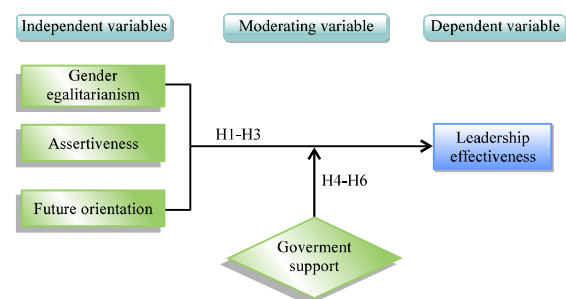 Independent variables
Moderating variable
Dependent variable
Gender
egalitarianism
Assertiveness
Future orientation
H1-H3
H4-H6
Leadership
effectiveness
Goverment
support